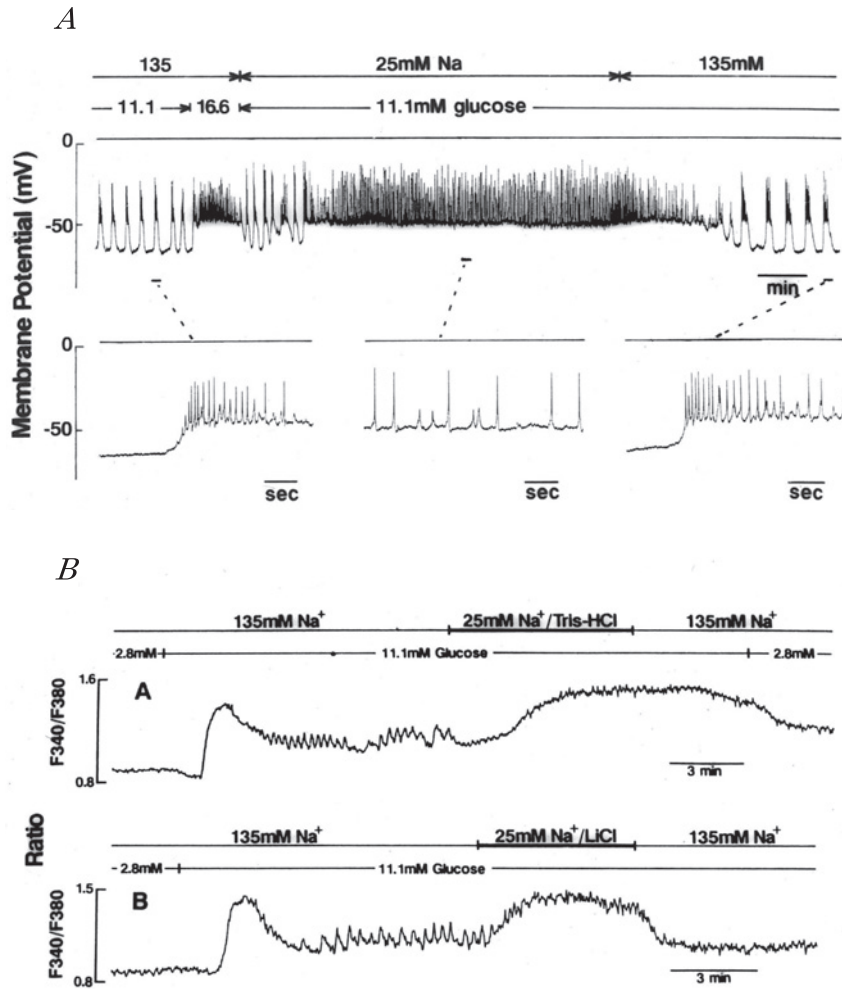 A
135 25mM Na 135mM
11.1 16.6 11.1mM glucose
0
-50
Membrane Potential (mV)
min
0
-50
sec sec sec
B
135mM Na+ 25mM Na+/Tris-HCl 135mM Na+
2.8mM 11.1mM Glucose 2.8mM
1.6
A
F340/F380
0.8
3 min
Ratio
135mM Na+ 25mM Na+/LiCl 135mM Na+
2.8mM 11.1mM Glucose
1.5
B
F340/F380
0.8
3 min